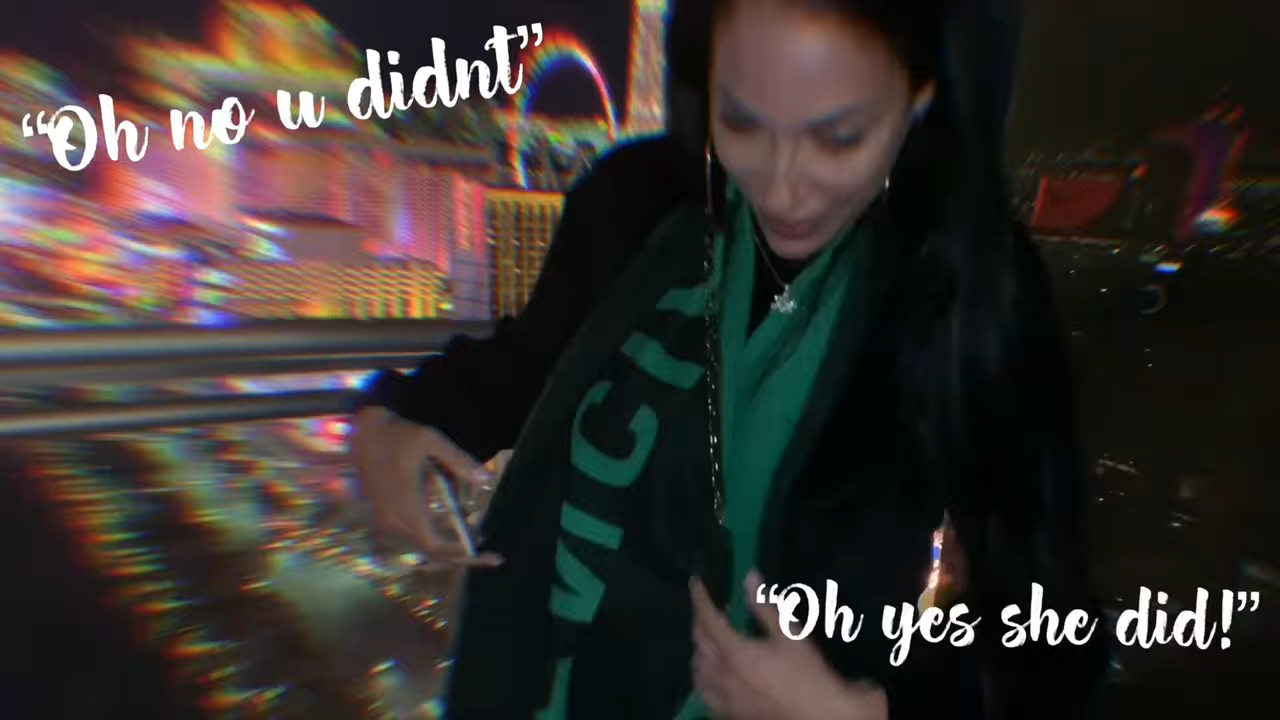 “Oh no u didnt”
“Oh yes she did!”